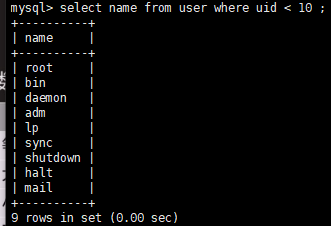 mysql> select name from user where uid < 10 ;
+----------+
| name     |
+----------+
| root     |
| bin      |
| daemon   |
| adm      |
| lp       |
| sync     |
| shutdown |
| halt     |
| mail     |
+----------+
9 rows in set (0.00 sec)